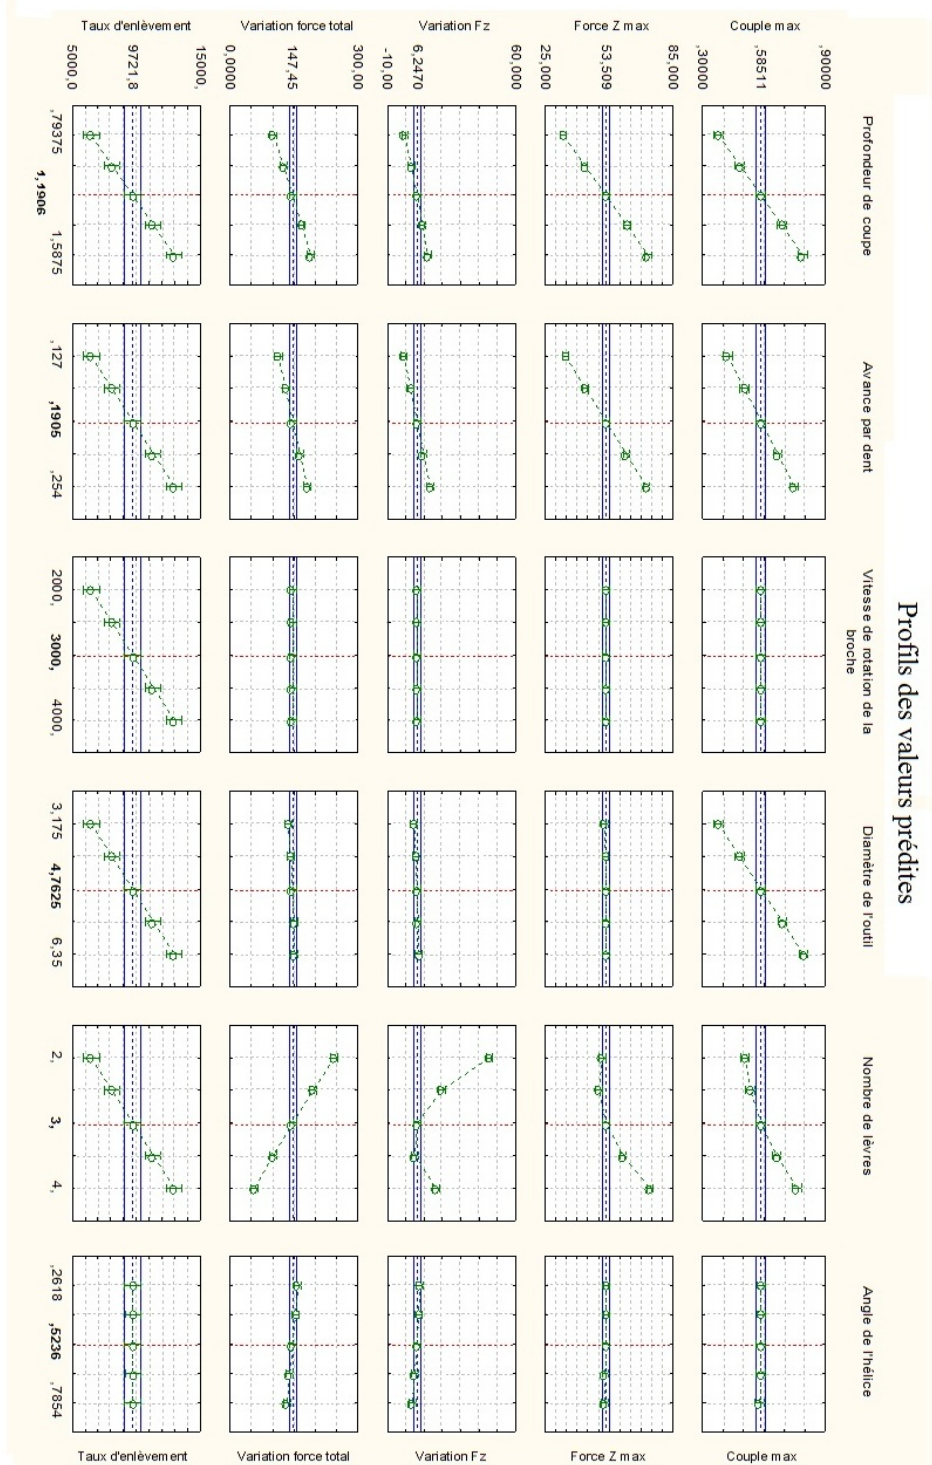 Profils des valeurs prédites
Profondeur de coupe
Avance par dent
Vitesse de rotation de la
broche
Diamètre de l'outil
Nombre de lèvres
Angle de l'hélice
,90000
,58511
,30000
Couple max
Couple max
85,000
53,509
25,000
Force Z max
Force Z max
60,000
6,2470
-10,00
Variation Fz
Variation Fz
300,00
147,45
0,0000
Variation force total
Variation force total
15000,
9721,8
5000,0
Taux d'enlèvement
Taux d'enlèvement
,79375
1,1906
1,5875
,127
,1905
,254
2000,
3000,
4000,
3,175
4,7625
6,35
2,
3,
4,
,2618
,5236
,7854